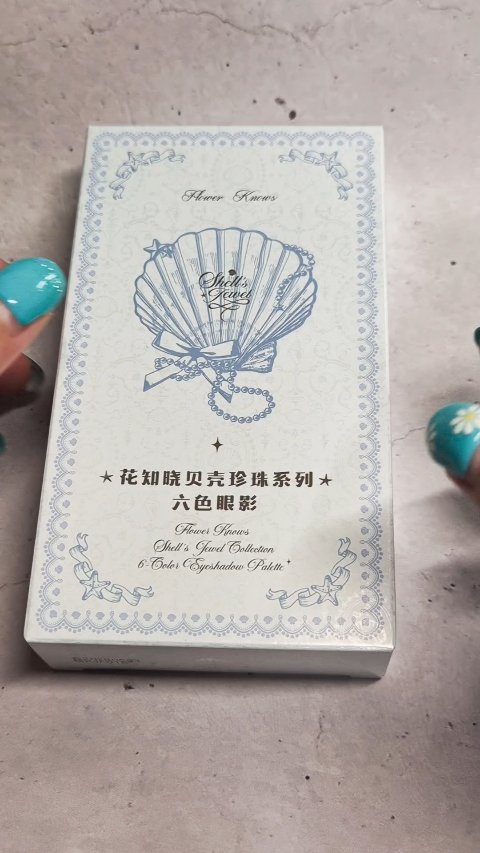 Flower Knows
Shell's
Jewel
★花知晓贝壳珍珠系列★
六色眼影
Flower Knows
Shell's Jewel Collection
6-Color Eyeshadow Palette